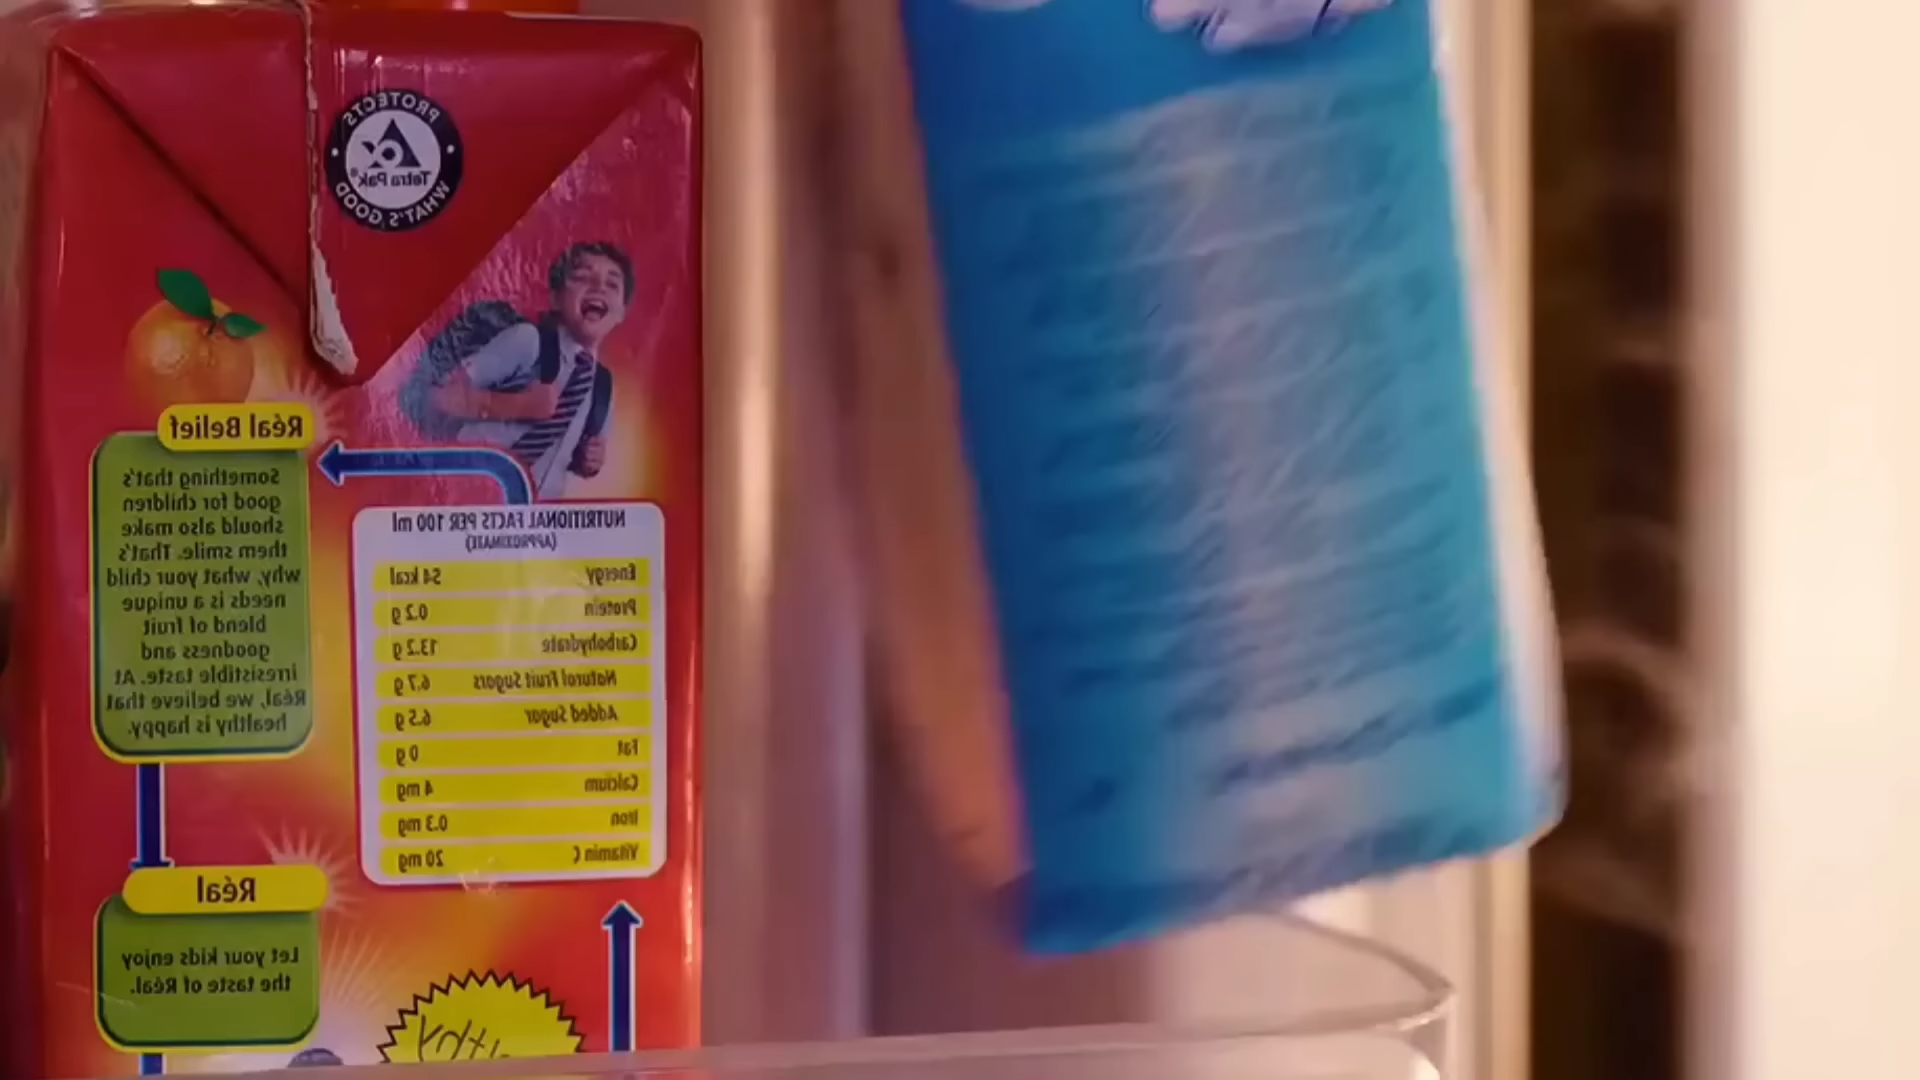 PROTECTS
Tetra Pak®
WHAT'S GOOD
Réal Belief
Something that's
good for children
should also make
them smile. That's
why, what your child
needs is a unique
blend of fruit
goodness and
irresistible taste. At
Réal, we believe that
healthy is happy.
NUTRITIONAL FACTS PER 100 ml
(APPROXIMATE)
Energy 54 kcal
Protein 0.2 g
Carbohydrate 13.2 g
Natural Fruit Sugars 6.7 g
Added Sugar 6.5 g
Fat 0 g
Calcium 4 mg
Iron 0.3 mg
Vitamin C 20 mg
Réal
Let your kids enjoy
the taste of Réal.